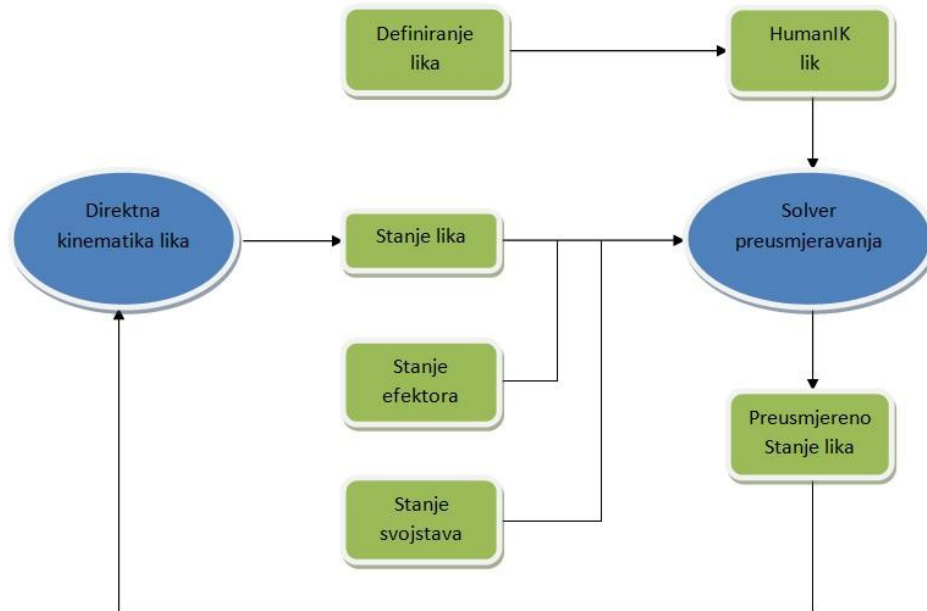 Definiranje
lika
HumanIK
lik
Direktna
kinematika lika
Stanje lika
Solver
preusmjeravanja
Stanje
efektora
Preusmjereno
Stanje lika
Stanje
svojstava